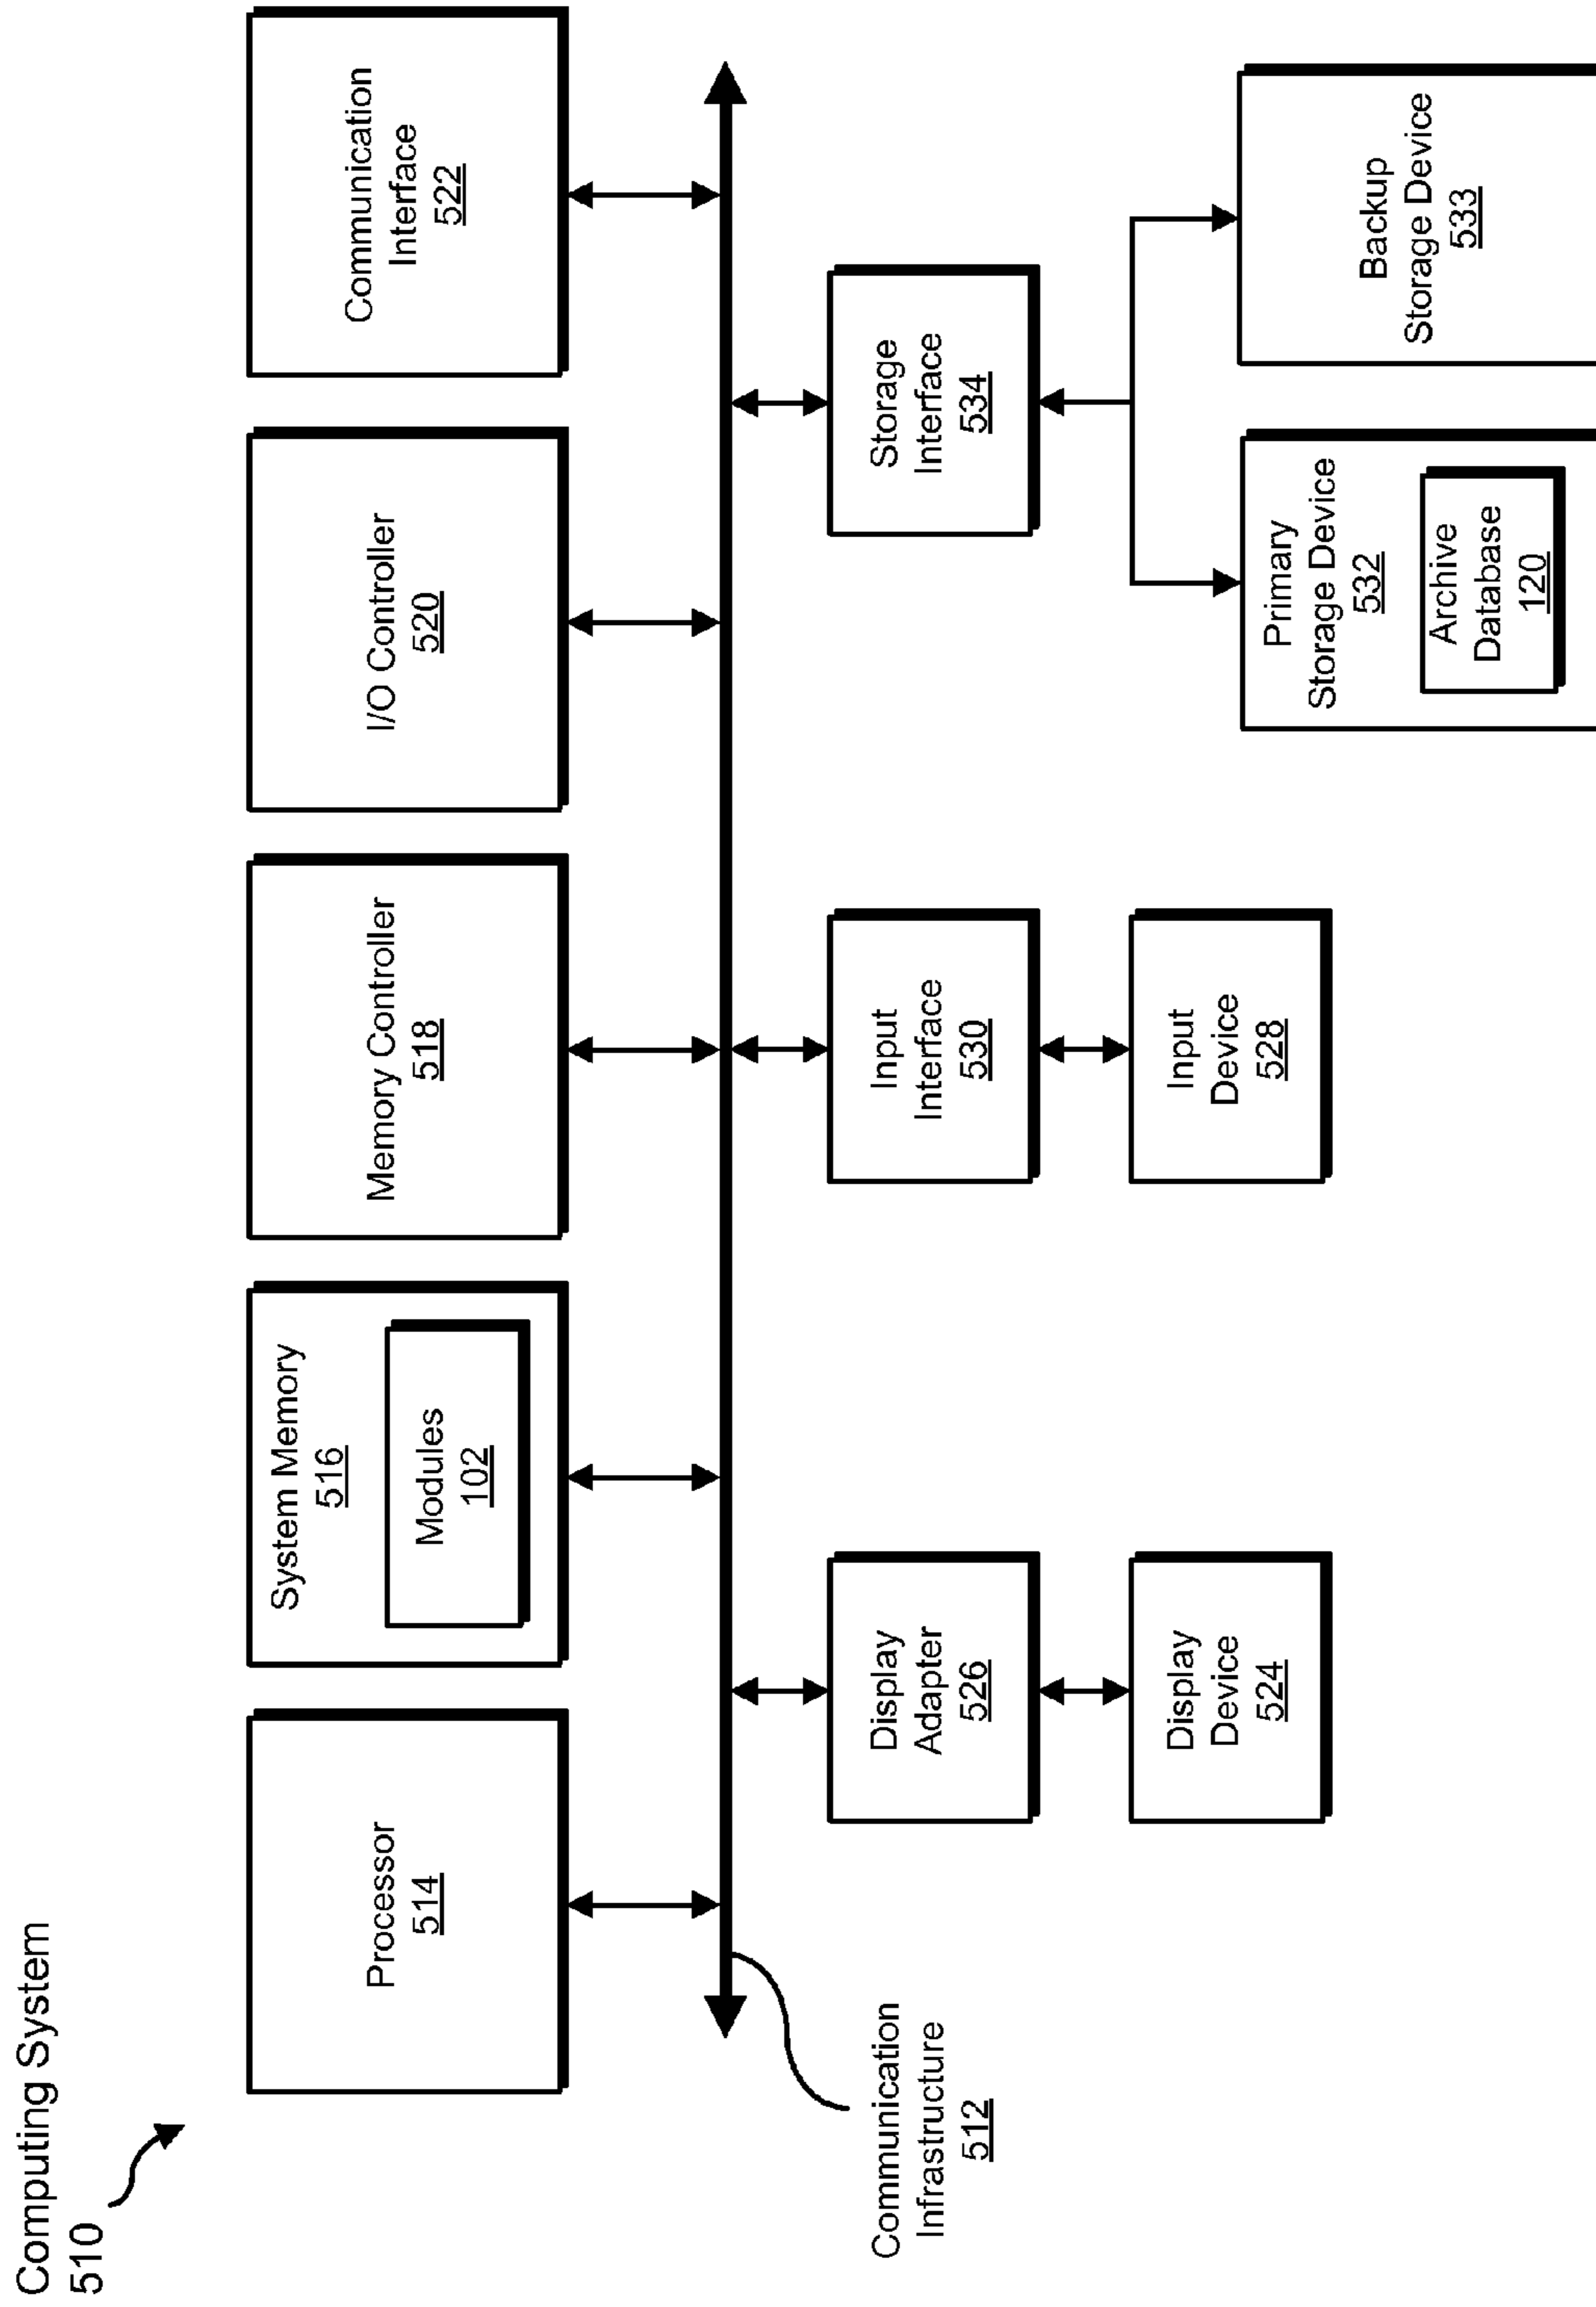 Computing System
510
Processor
514
System Memory
516
Modules
102
Memory Controller
518
I/O Controller
520
Communication
Interface
522
Communication
Infrastructure
512
Display
Adapter
526
Input
Interface
530
Storage
Interface
534
Display
Device
524
Input
Device
528
Primary
Storage Device
532
Archive
Database
120
Backup
Storage Device
533